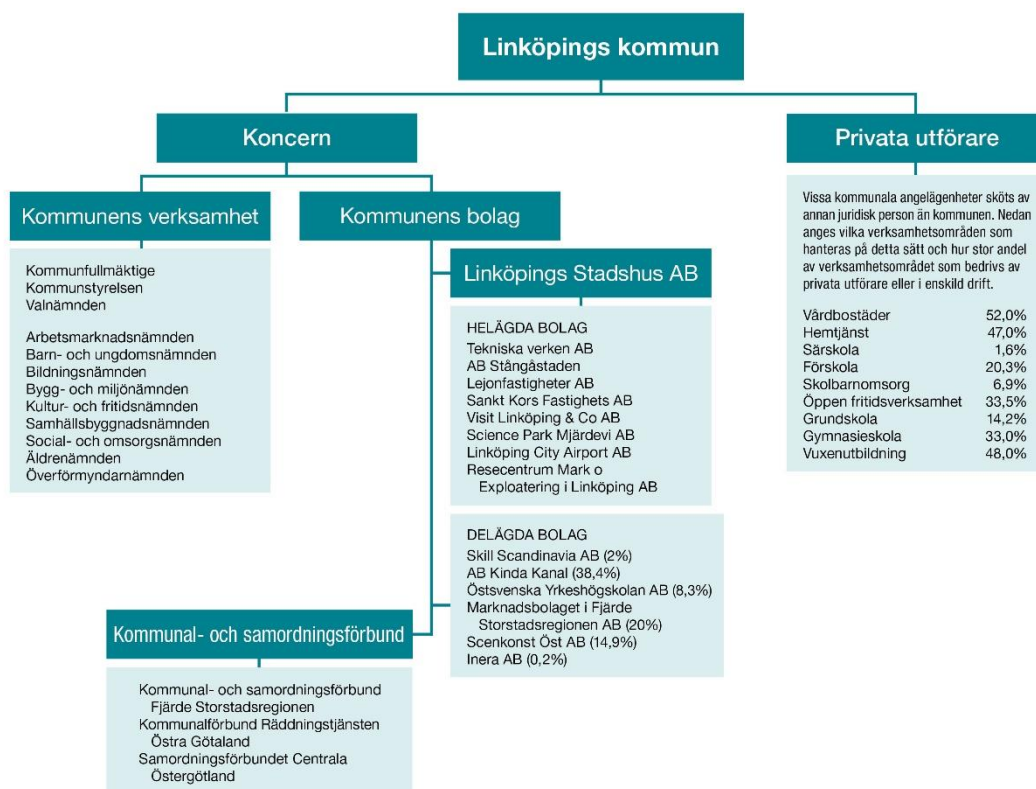 Linköpings kommun
Koncern
Privata utförare
Kommunens verksamhet
Kommunens bolag
Kommunfullmäktige
Kommunstyrelsen
Valnämnden
Arbetsmarknadsnämnden
Barn- och ungdomsnämnden
Bildningsnämnden
Bygg- och miljönämnden
Kultur- och fritidsnämnden
Samhällsbyggnadsnämnden
Social- och omsorgsnämnden
Äldrenämnden
Överförmyndarnämnden
Linköpings Stadshus AB
HELÄGDA BOLAG
Tekniska verken AB
AB Stångåstaden
Lejonfastigheter AB
Sankt Kors Fastighets AB
Visit Linköping & Co AB
Science Park Mjärdevi AB
Linköping City Airport AB
Resecentrum Mark o
Exploatering i Linköping AB
DELÄGDA BOLAG
Skill Scandinavia AB (2%)
AB Kinda Kanal (38,4%)
Östsvenska Yrkeshögskolan AB (8,3%)
Marknadsbolaget i Fjärde
Storstadsregionen AB (20%)
Scenkonst Öst AB (14,9%)
Inera AB (0,2%)
Kommunal- och samordningsförbund
Kommunal- och samordningsförbund
Fjärde Storstadsregionen
Kommunalförbund Räddningstjänsten
Östra Götaland
Samordningsförbundet Centrala
Östergötland
Vissa kommunala angelägenheter sköts av
annan juridisk person än kommunen. Nedan
anges vilka verksamhetsområden som
hanteras på detta sätt och hur stor andel
av verksamhetsområdet som bedrivs av
privata utförare eller i enskild drift.
Vårdbostäder 52,0%
Hemtjänst 47,0%
Särskola 1,6%
Förskola 20,3%
Skolbarnomsorg 6,9%
Öppen fritidsverksamhet 33,5%
Grundskola 14,2%
Gymnasieskola 33,0%
Vuxenutbildning 48,0%